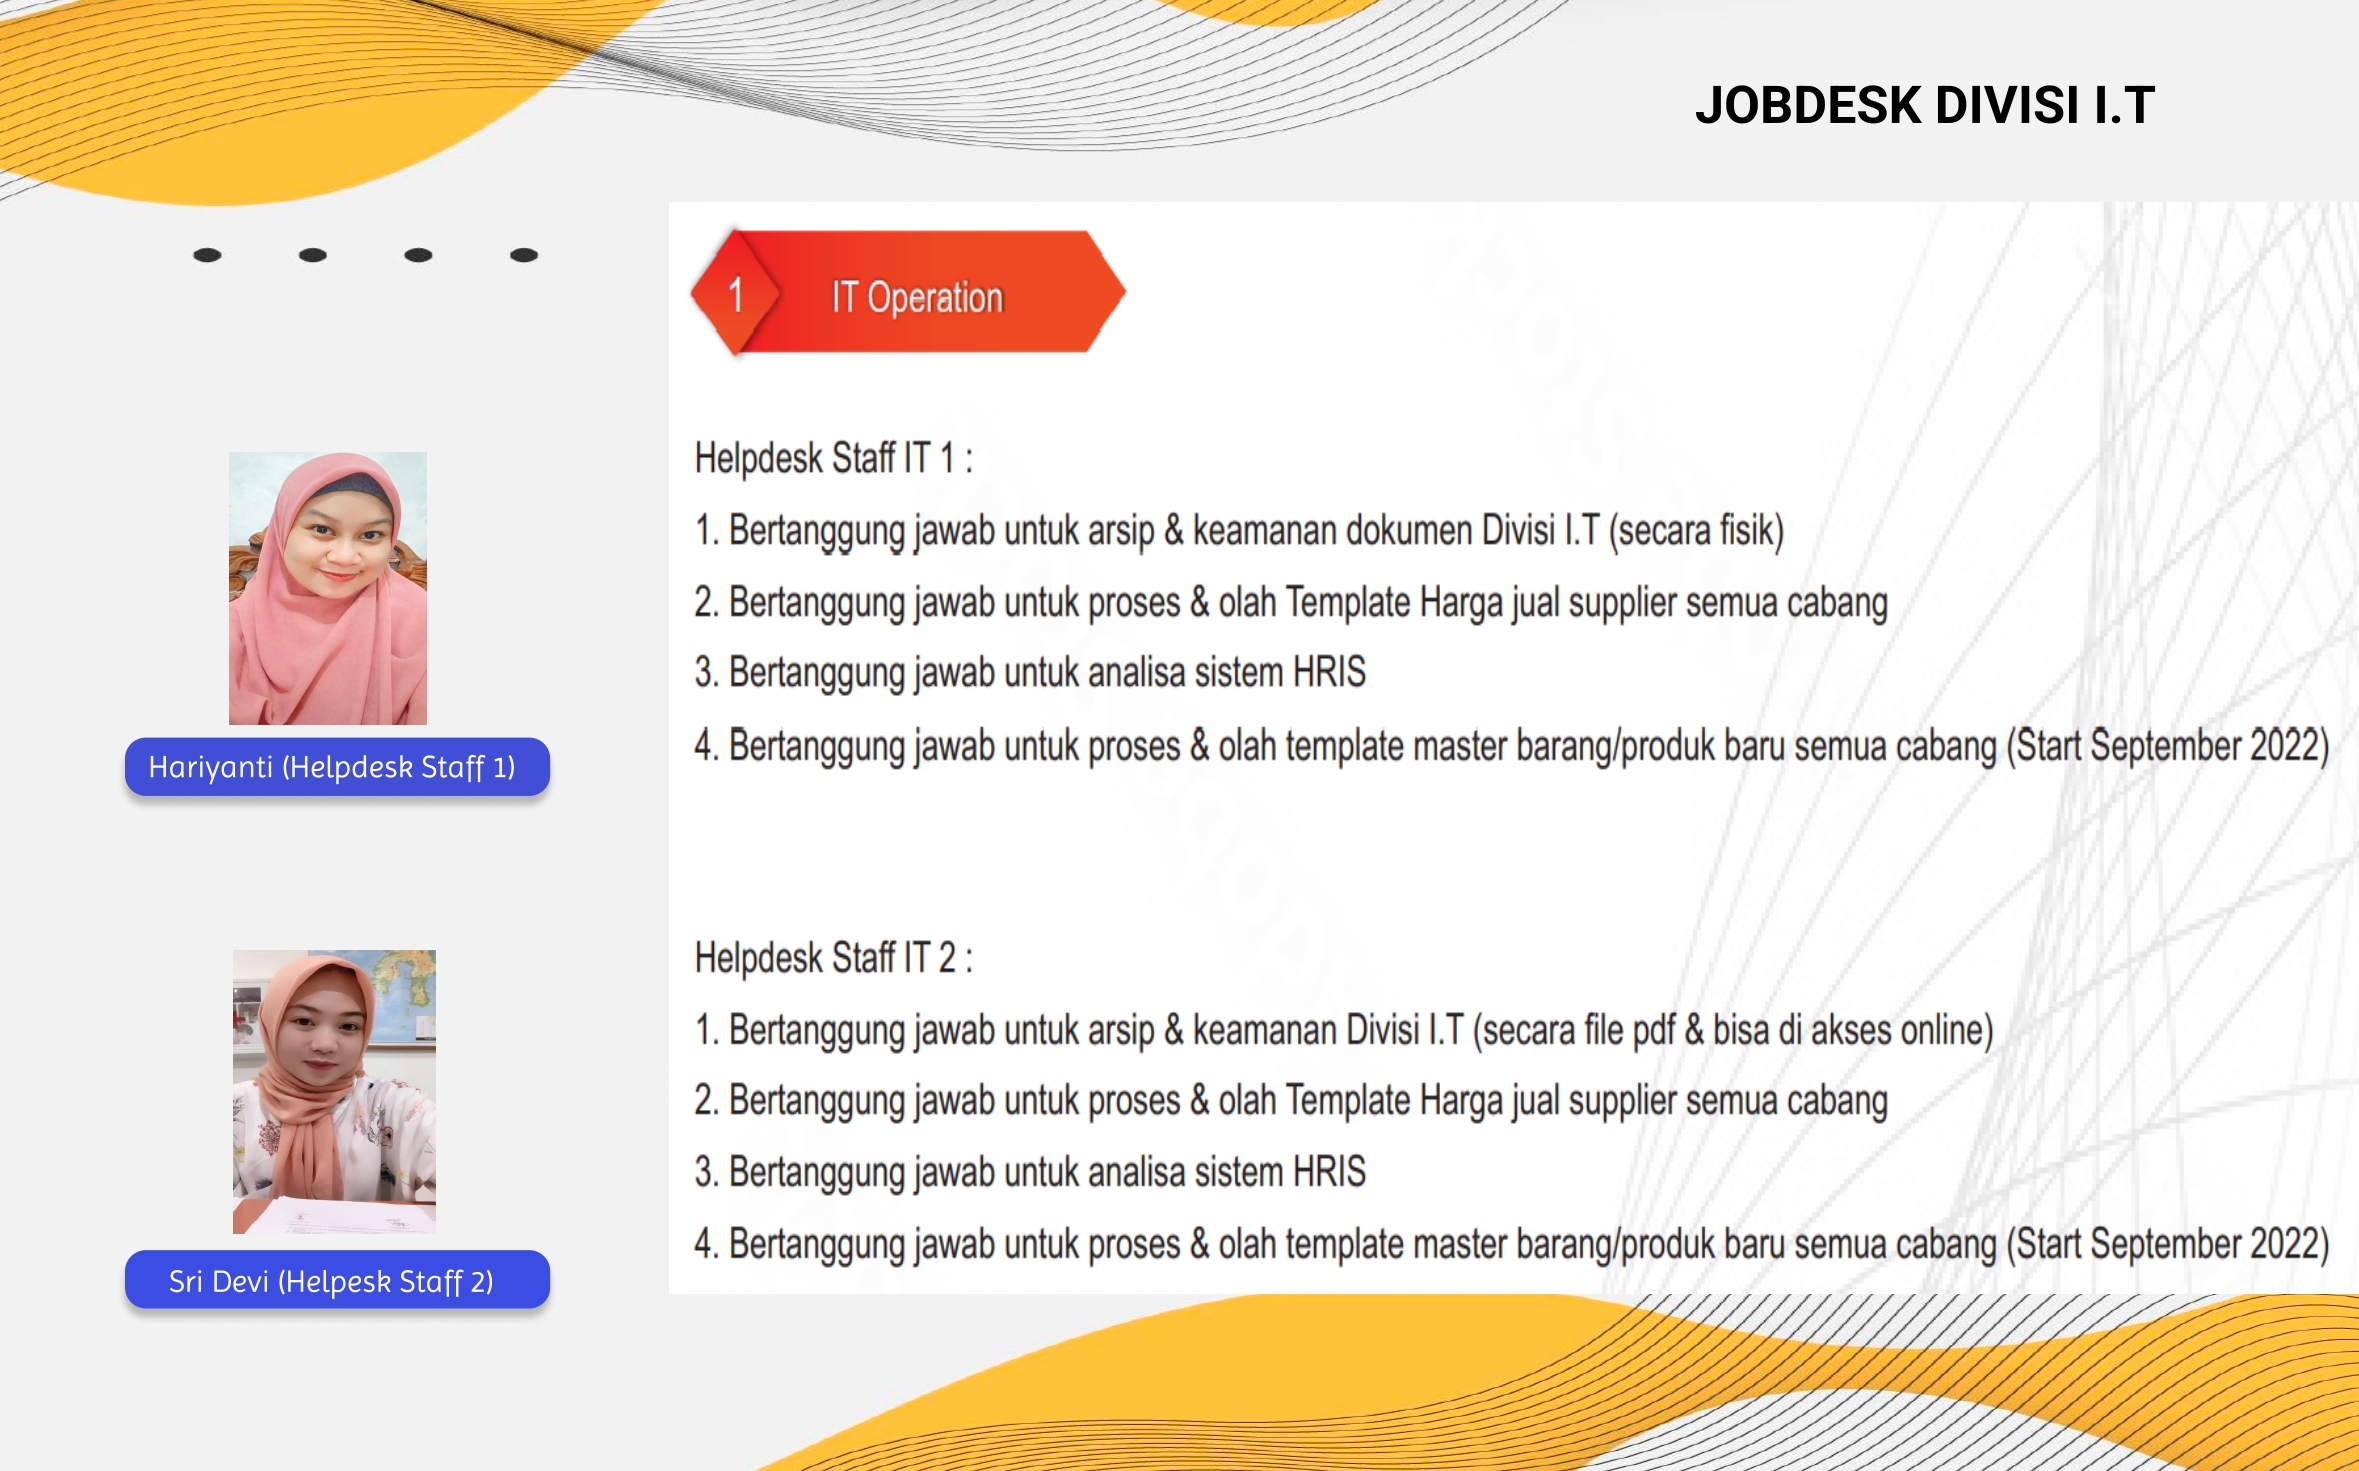 JOBDESK DIVISI I.T
1 IT Operation
Hariyanti (Helpdesk Staff 1)
Helpdesk Staff IT 1 :
1. Bertanggung jawab untuk arsip & keamanan dokumen Divisi I.T (secara fisik)
2. Bertanggung jawab untuk proses & olah Template Harga jual supplier semua cabang
3. Bertanggung jawab untuk analisa sistem HRIS
4. Bertanggung jawab untuk proses & olah template master barang/produk baru semua cabang (Start September 2022)
Sri Devi (Helpesk Staff 2)
Helpdesk Staff IT 2 :
1. Bertanggung jawab untuk arsip & keamanan Divisi I.T (secara file pdf & bisa di akses online)
2. Bertanggung jawab untuk proses & olah Template Harga jual supplier semua cabang
3. Bertanggung jawab untuk analisa sistem HRIS
4. Bertanggung jawab untuk proses & olah template master barang/produk baru semua cabang (Start September 2022)